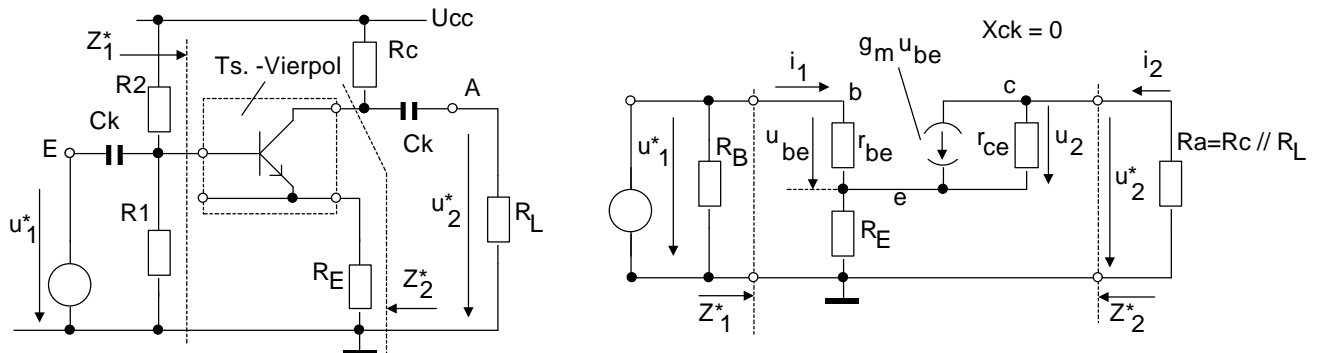 Ucc
Z*1
Rc
Ts. -Vierpol
R2
A
Ck
E
Ck
R1
u*1
u*2
RL
RE
Z*2
Xck = 0
gm ube
i1
i2
b
c
u*1
RB
ube
rbe
rce
u2
Ra=Rc // RL
u*2
e
RE
Z*1
Z*2